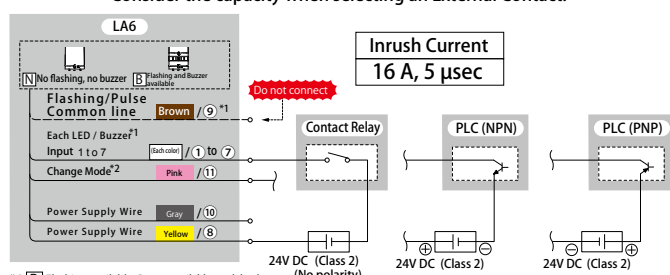 LA6
Inrush Current
16 A, 5 μsec
N No flashing, no buzzer
B Flashing and Buzzer available
Do not connect
Flashing/Pulse
Common line Brown / ⑨ *1
Each LED / Buzzer*1
Input 1 to 7 (Each color) / ① to ⑦
Change Mode*2 Pink / ⑪
Power Supply Wire Gray / ⑩
Power Supply Wire Yellow / ⑧
Contact Relay
PLC (NPN)
PLC (PNP)
24V DC (Class 2)
24V DC (Class 2)
24V DC (Class 2)